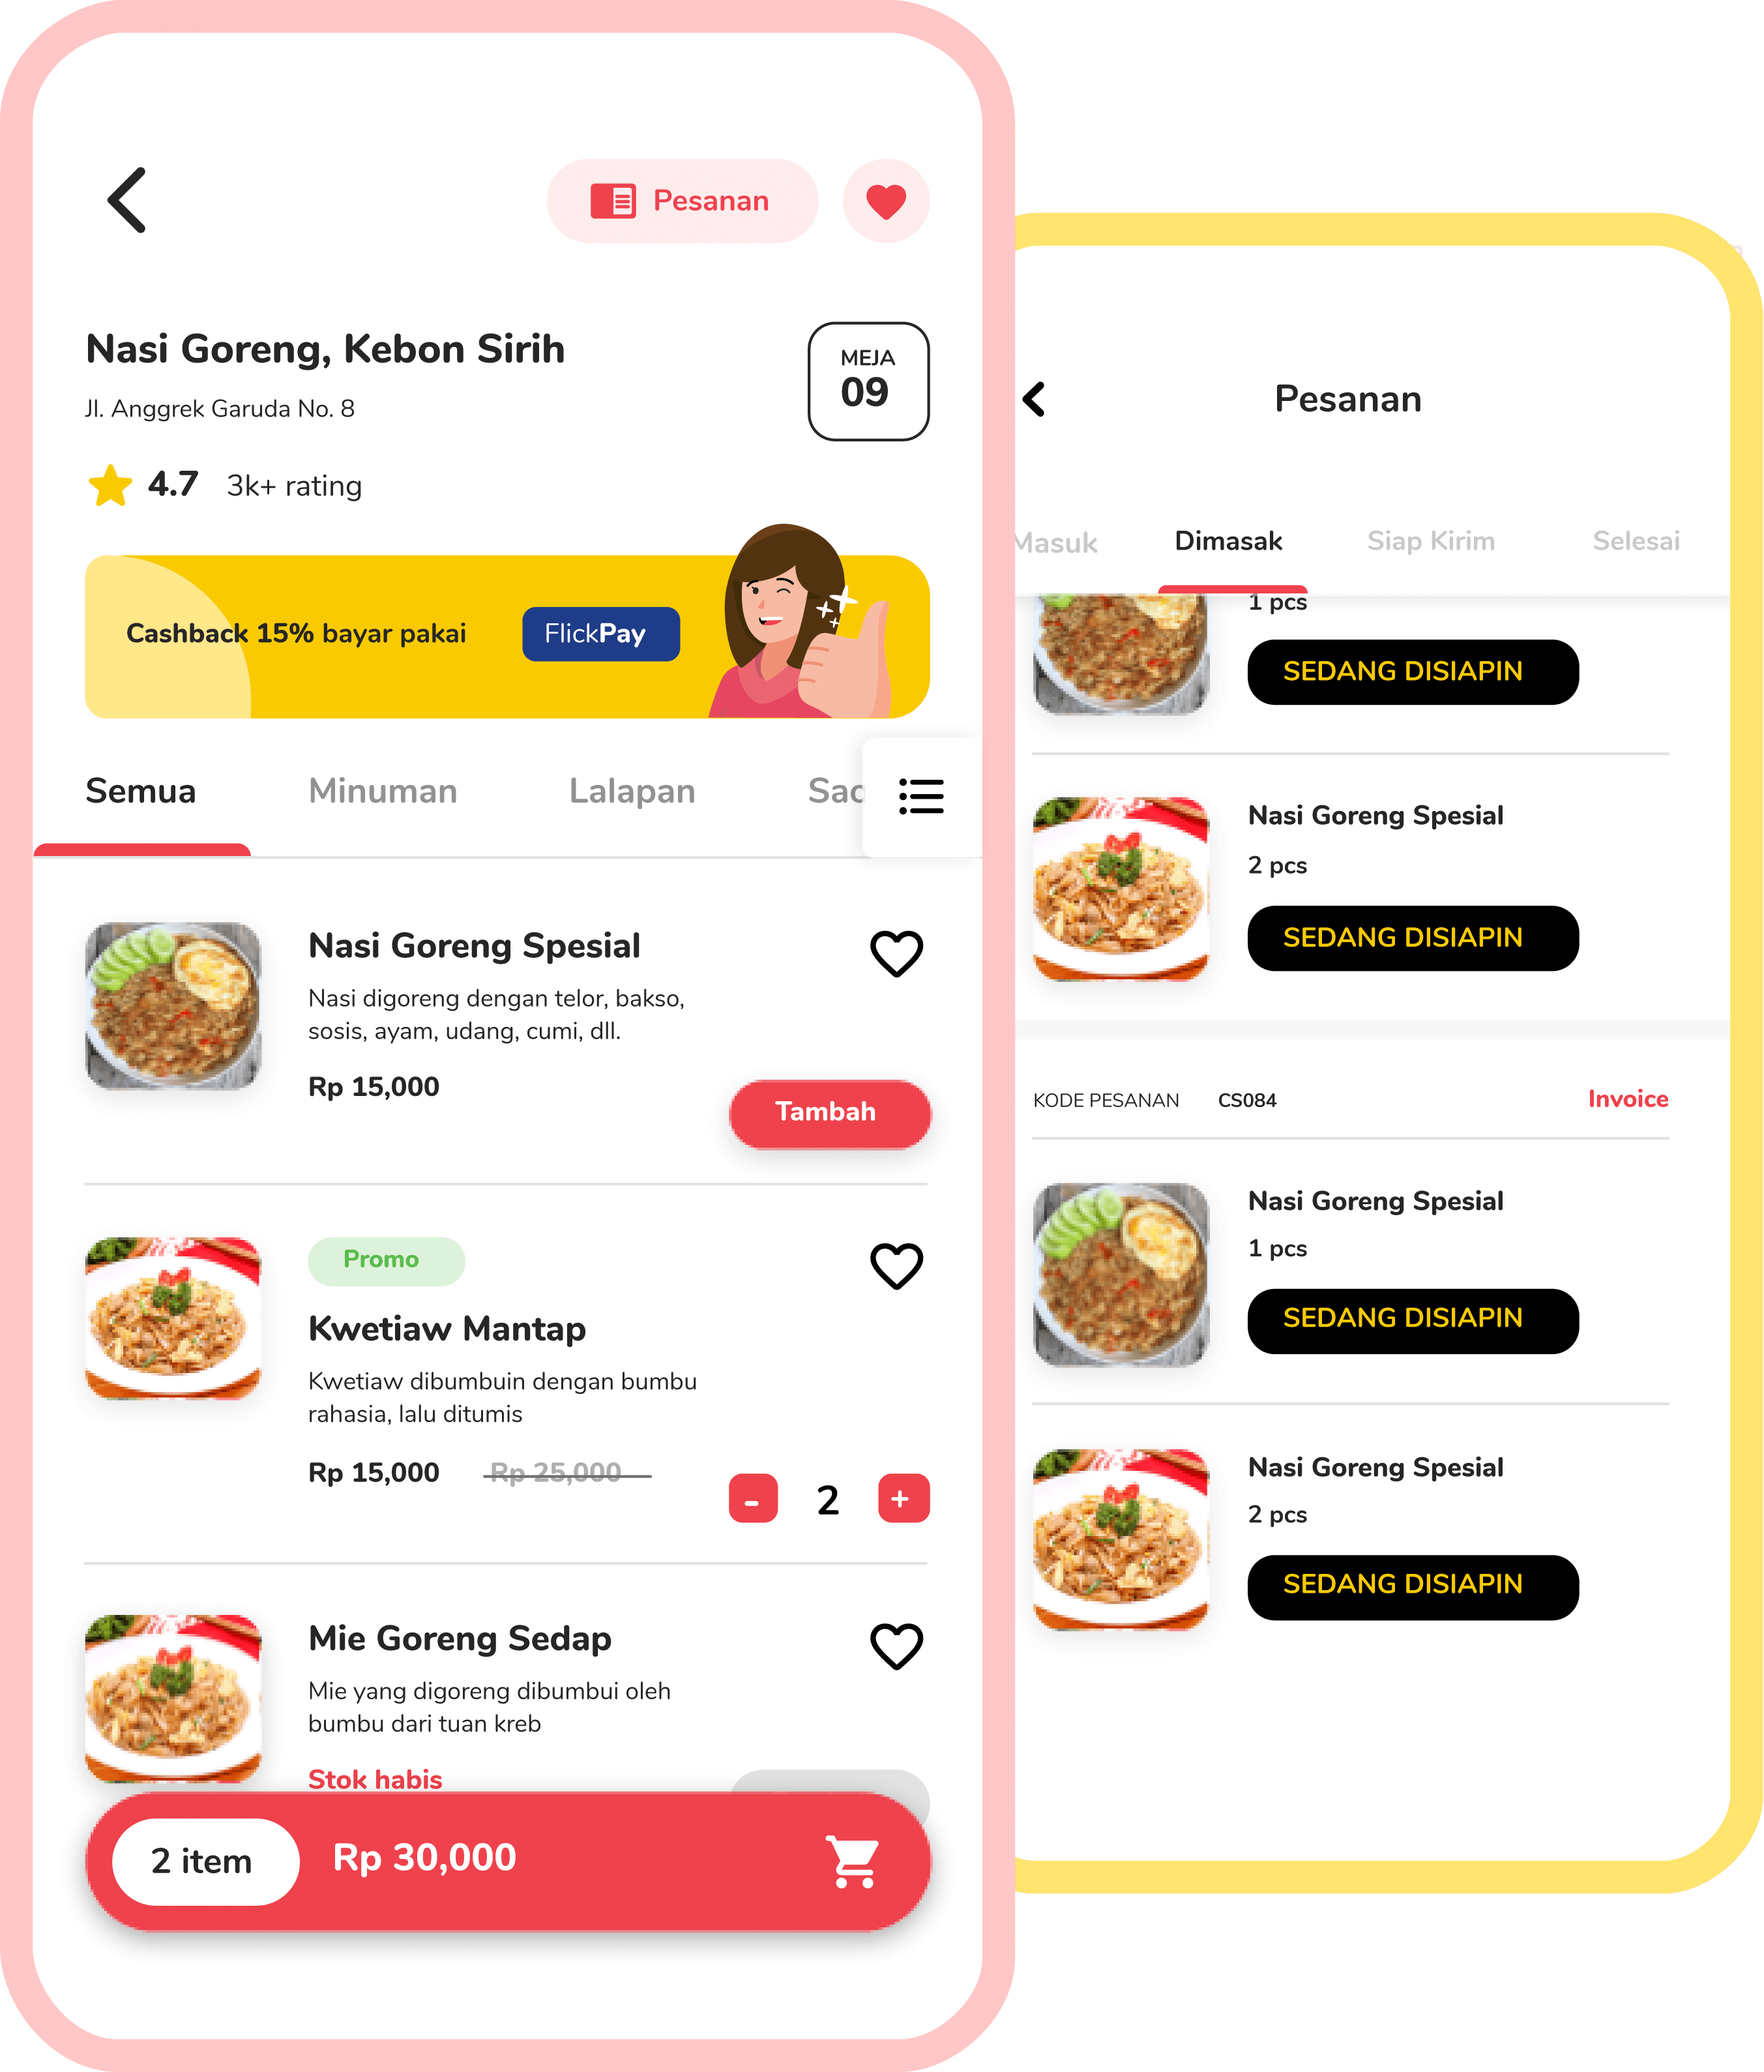 Pesanan
Nasi Goreng, Kebon Sirih
Jl. Anggrek Garuda No. 8
MEJA
09
4.7 3k+ rating
Cashback 15% bayar pakai FlickPay
Semua Minuman Lalapan
Nasi Goreng Spesial
Nasi digoreng dengan telor, bakso,
sosis, ayam, udang, cumi, dll.
Rp 15,000
Tambah
Promo
Kwetiaw Mantap
Kwetiaw dibumbuin dengan bumbu
rahasia, lalu ditumis
Rp 15,000 Rp 25,000
- 2 +
Mie Goreng Sedap
Mie yang digoreng dibumbui oleh
bumbu dari tuan kreb
Stok habis
2 item Rp 30,000
Pesanan
Masuk Dimasak Siap Kirim Selesai
1 pcs
SEDANG DISIAPIN
Nasi Goreng Spesial
2 pcs
SEDANG DISIAPIN
KODE PESANAN CS084 Invoice
Nasi Goreng Spesial
1 pcs
SEDANG DISIAPIN
Nasi Goreng Spesial
2 pcs
SEDANG DISIAPIN